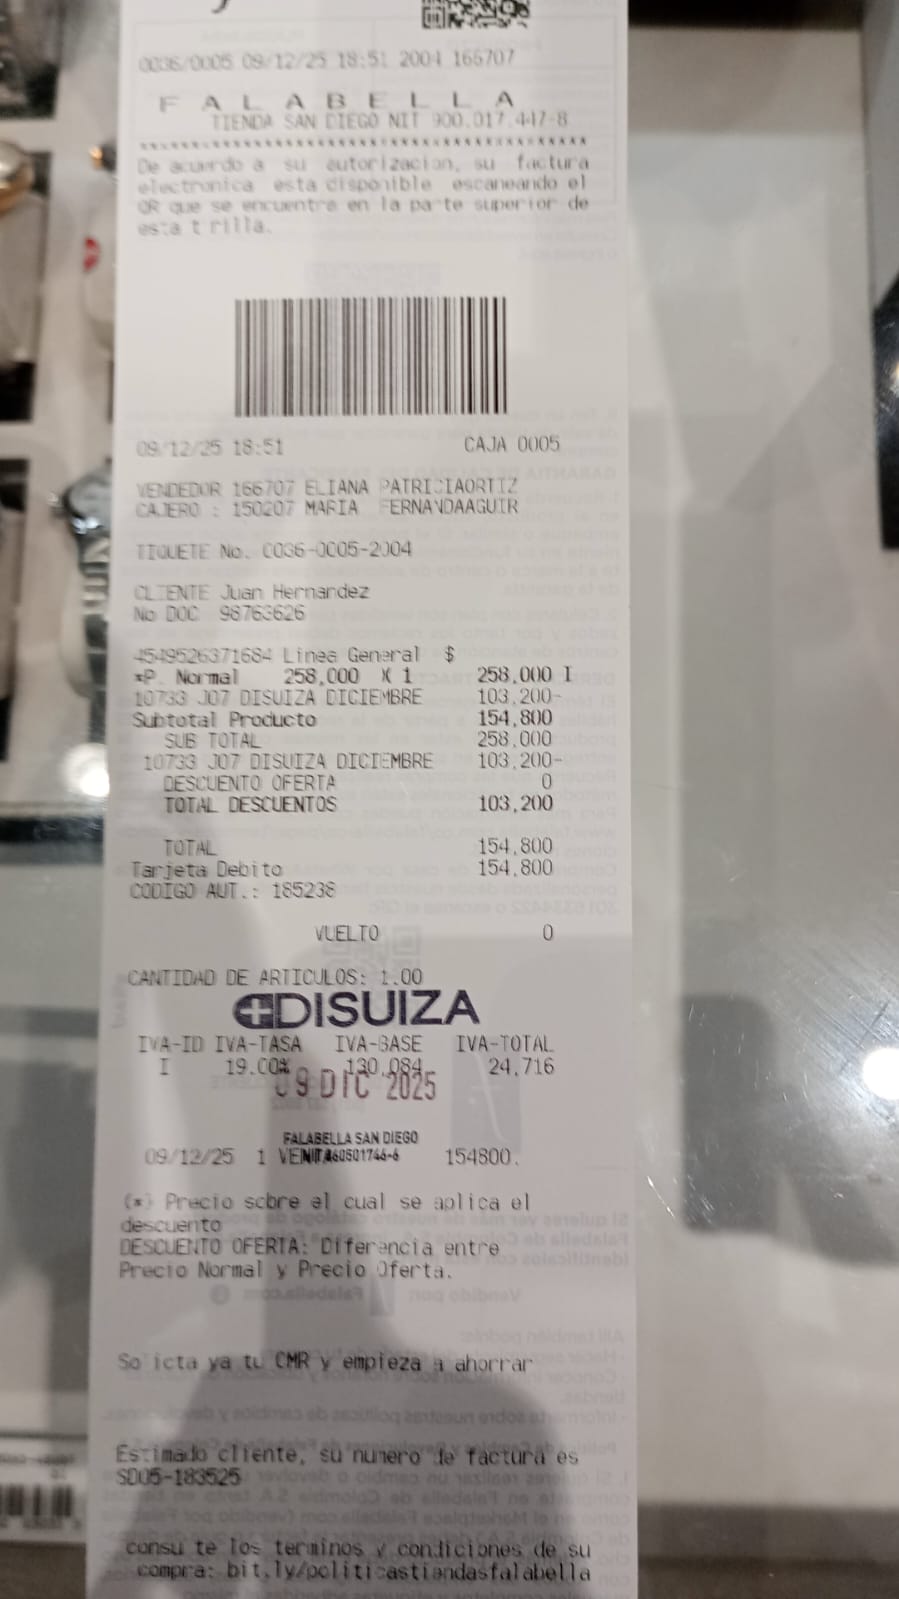 0036/0005 09/12/25 18:51 2004 166707
F A L A B E L L A
TIENDA SAN DIEGO NIT 900.017.447-8
De acuerdo a su autorizacion, su factura
electronica esta disponible escaneando el
QR que se encuentra en la parte superior de
esta tirilla.
09/12/25 18:51 CAJA 0005
VENDEDOR 166707 ELIANA PATRICIAORTIZ
CAJERO : 150207 MARIA FERNANDAAGUIR
TIQUETE No. 0036-0005-2004
CLIENTE Juan Hernandez
No DOC 98763626
4549526371684 Linea General $
*P. Normal 258,000 X 1 258,000 I
10733 J07 DISUIZA DICIEMBRE 103,200-
Subtotal Producto 154,800
SUB TOTAL 258,000
10733 J07 DISUIZA DICIEMBRE 103,200-
DESCUENTO OFERTA 0
TOTAL DESCUENTOS 103,200
TOTAL 154,800
Tarjeta Debito 154,800
CODIGO AUT.: 185238
VUELTO 0
CANTIDAD DE ARTICULOS: 1.00
DISUIZA
IVA-ID IVA-TASA IVA-BASE IVA-TOTAL
I 19.00% 130,084 24,716
09 DIC 2025
FALABELLA SAN DIEGO
09/12/25 1 154800.
(*) Precio sobre el cual se aplica el
descuento
DESCUENTO OFERTA: Diferencia entre
Precio Normal y Precio Oferta.
Solicta ya tu CMR y empieza a ahorrar
Estimado cliente, su numero de factura es
SD05-183525
consulte los terminos y condiciones de su
compra: bit.ly/politicastiendasfalabella